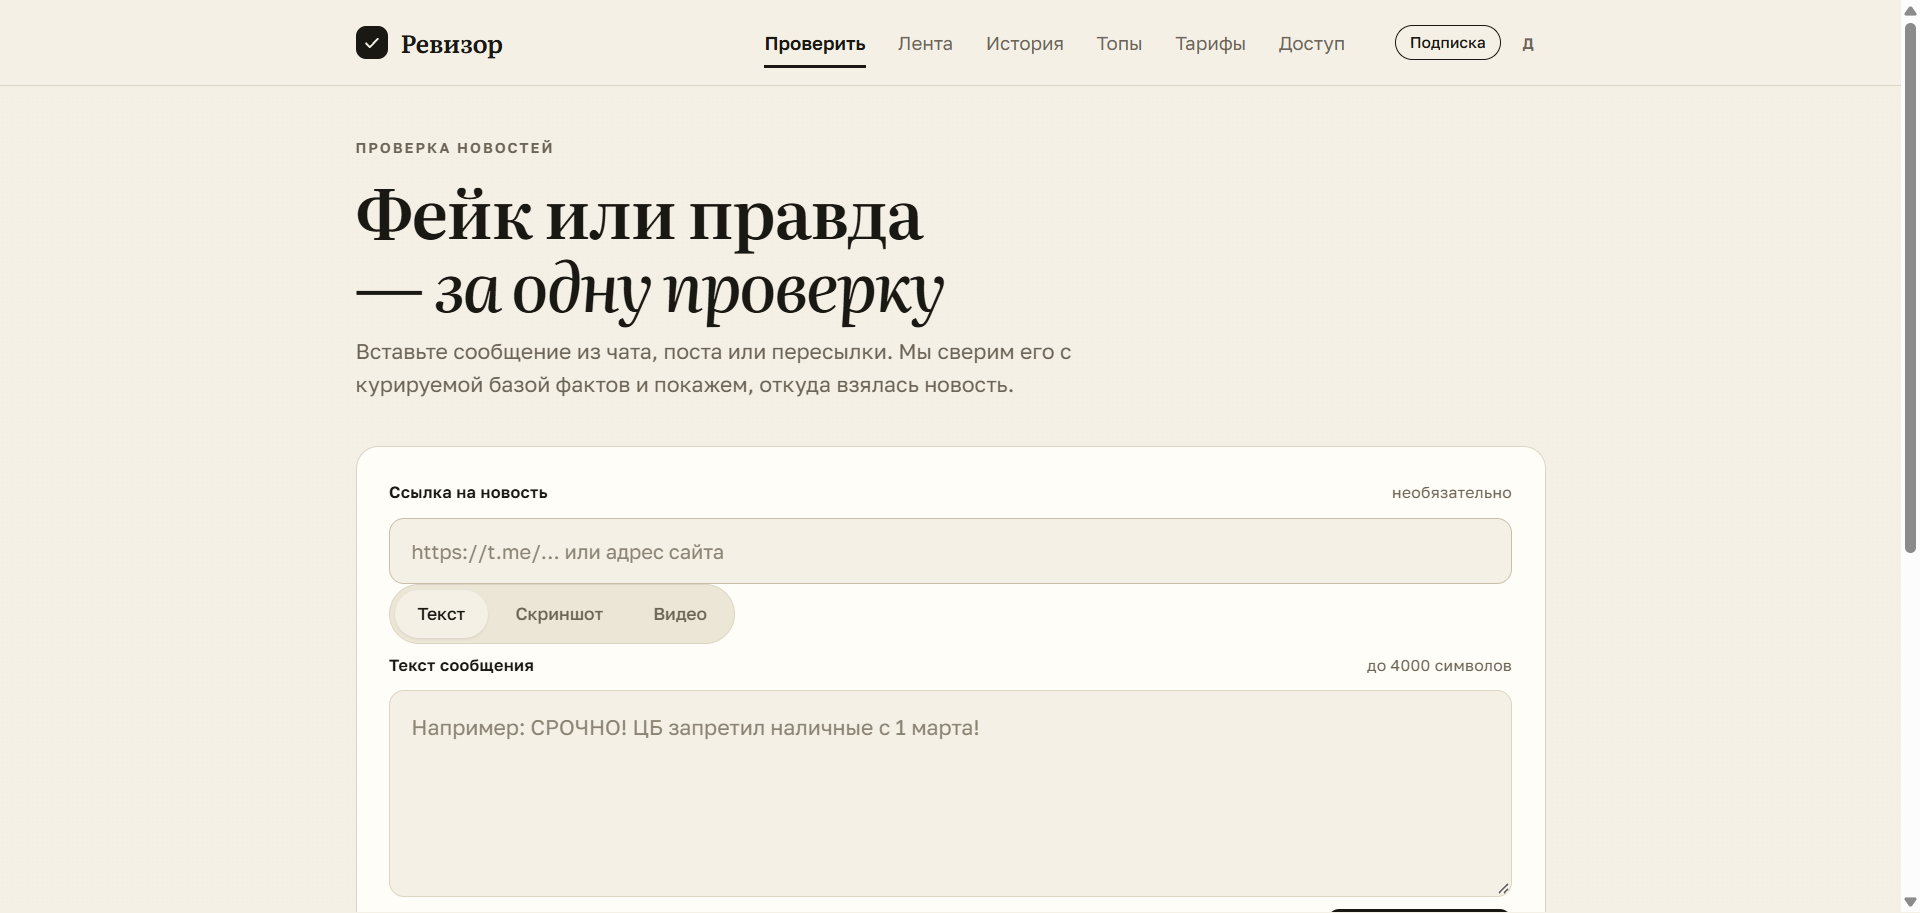 Ревизор
Проверить Лента История Топы Тарифы Доступ Подписка Д
ПРОВЕРКА НОВОСТЕЙ
Фейк или правда
— за одну проверку
Вставьте сообщение из чата, поста или пересылки. Мы сверим его с
курируемой базой фактов и покажем, откуда взялась новость.
Ссылка на новость необязательно
https://t.me/... или адрес сайта
Текст Скриншот Видео
Текст сообщения до 4000 символов
Например: СРОЧНО! ЦБ запретил наличные с 1 марта!